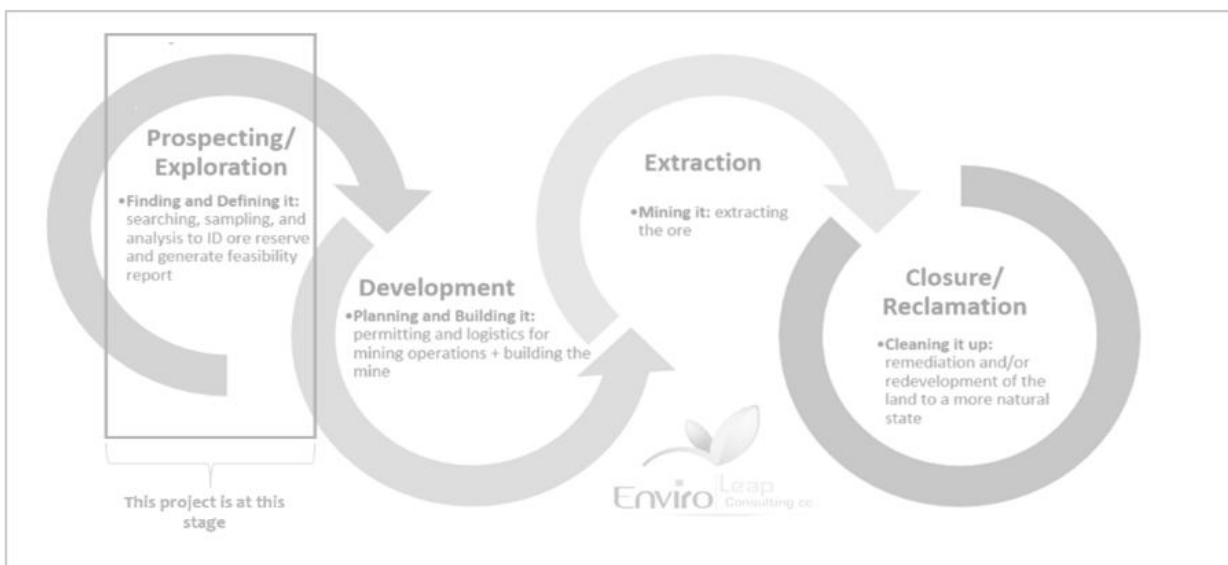 Prospecting/
Exploration
•Finding and Defining it:
searching, sampling, and
analysis to ID ore reserve
and generate feasibility
report
Development
•Planning and Building it:
permitting and logistics for
mining operations + building the
mine
Extraction
•Mining it: extracting
the ore
Closure/
Reclamation
•Cleaning it up:
remediation and/or
redevelopment of the
land to a more natural
state
This project is at this
stage
Enviro Leap
Consulting cc